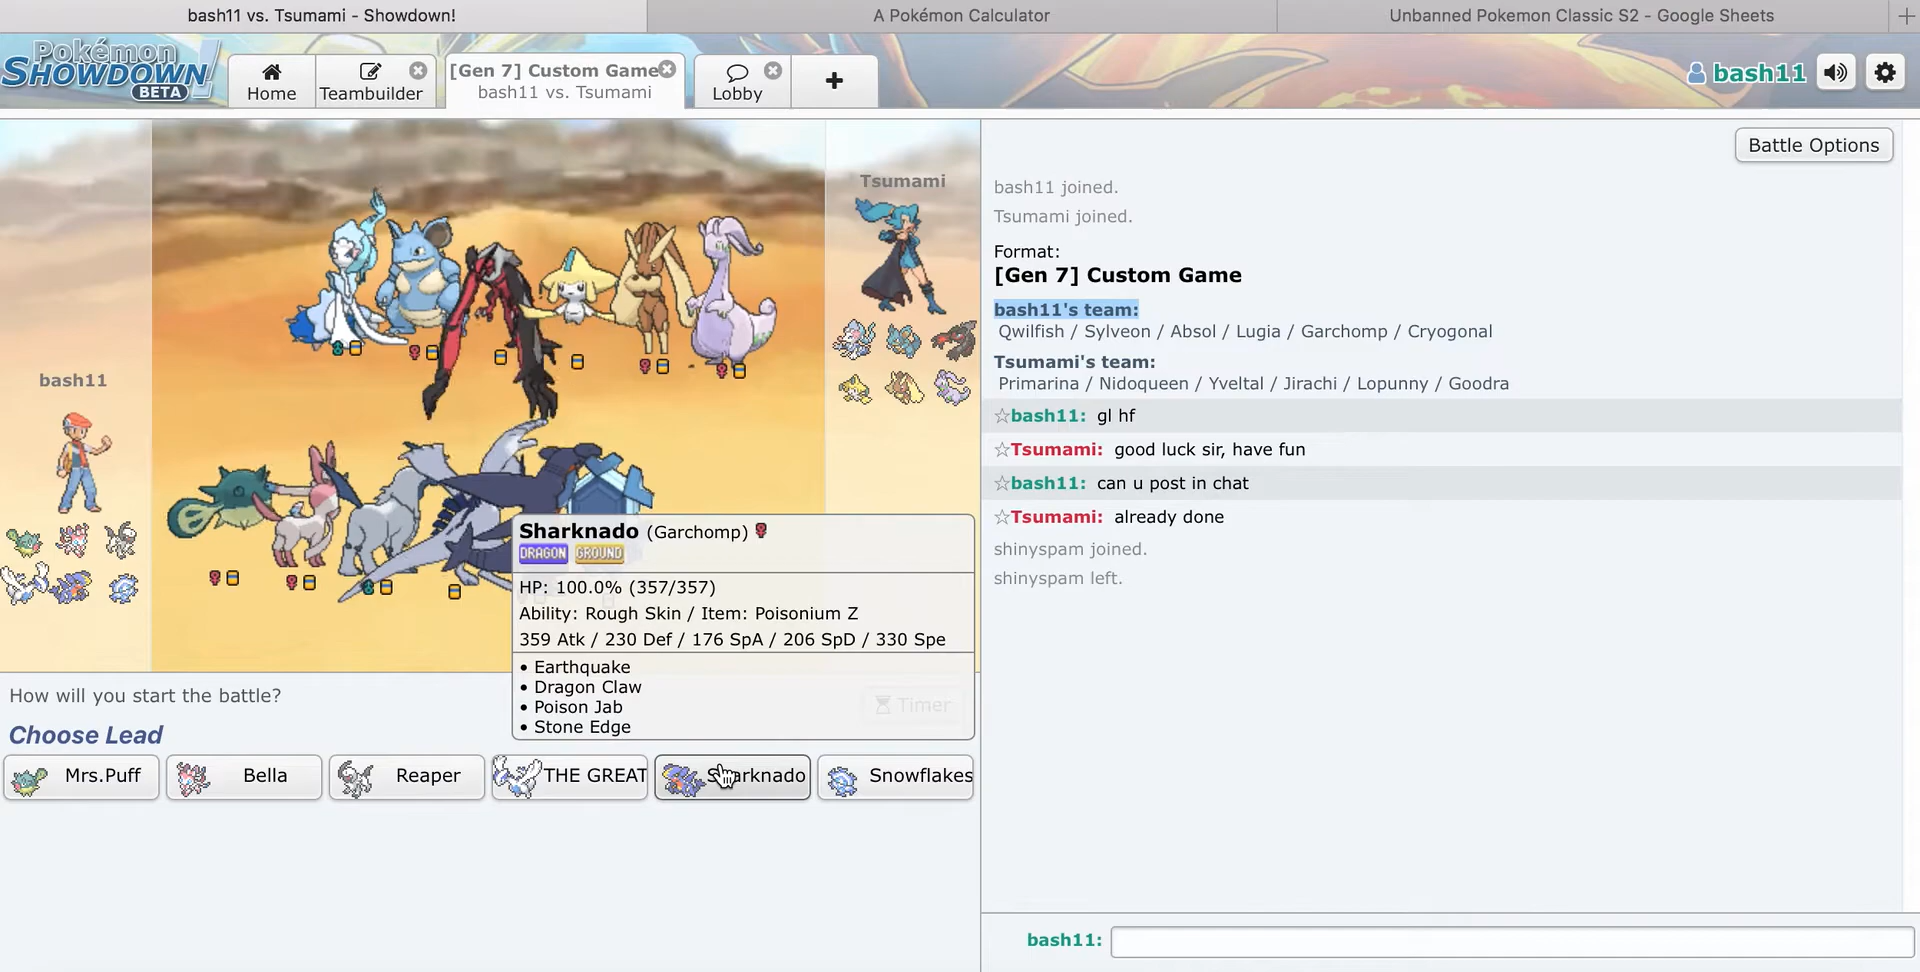 bash11 vs. Tsumami - Showdown!
A Pokémon Calculator
Unbanned Pokemon Classic S2 - Google Sheets
Pokémon
SHOWDOWN!
BETA
Home
Teambuilder
[Gen 7] Custom Game
bash11 vs. Tsumami
Lobby
bash11
Battle Options
Tsumami
bash11
bash11 joined.
Tsumami joined.
Format:
[Gen 7] Custom Game
bash11's team:
Qwilfish / Sylveon / Absol / Lugia / Garchomp / Cryogonal
Tsumami's team:
Primarina / Nidoqueen / Yveltal / Jirachi / Lopunny / Goodra
☆bash11: gl hf
☆Tsumami: good luck sir, have fun
☆bash11: can u post in chat
☆Tsumami: already done
shinyspam joined.
shinyspam left.
Sharknado (Garchomp)
DRAGON GROUND
HP: 100.0% (357/357)
Ability: Rough Skin / Item: Poisonium Z
359 Atk / 230 Def / 176 SpA / 206 SpD / 330 Spe
• Earthquake
• Dragon Claw
• Poison Jab
• Stone Edge
How will you start the battle?
Timer
Choose Lead
Mrs.Puff
Bella
Reaper
THE GREAT
Sharknado
Snowflakes
bash11: